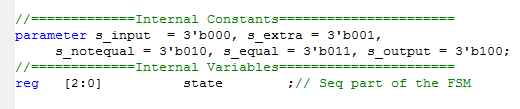 //=============Internal Constants======================
parameter s_input  = 3'b000, s_extra = 3'b001,
     s_notequal = 3'b010, s_equal = 3'b011, s_output = 3'b100;
//=============Internal Variables======================
reg   [2:0]          state        ;// Seq part of the FSM